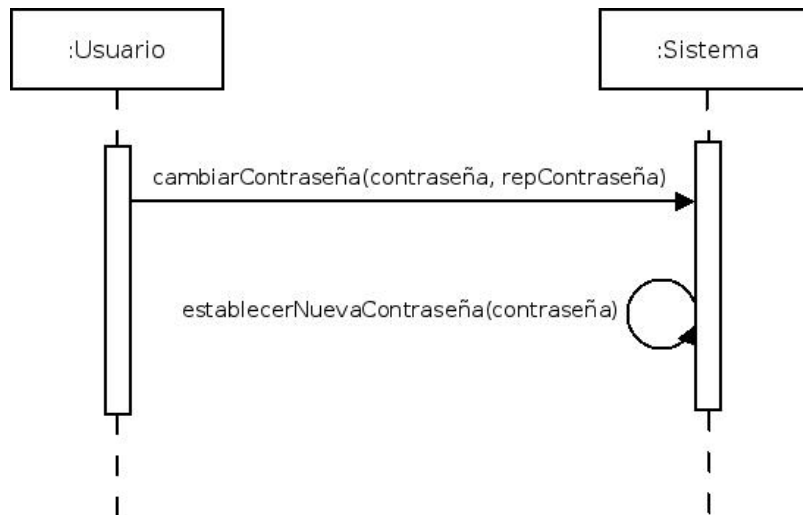 :Usuario
:Sistema
cambiarContraseña(contraseña, repContraseña)
establecerNuevaContraseña(contraseña)